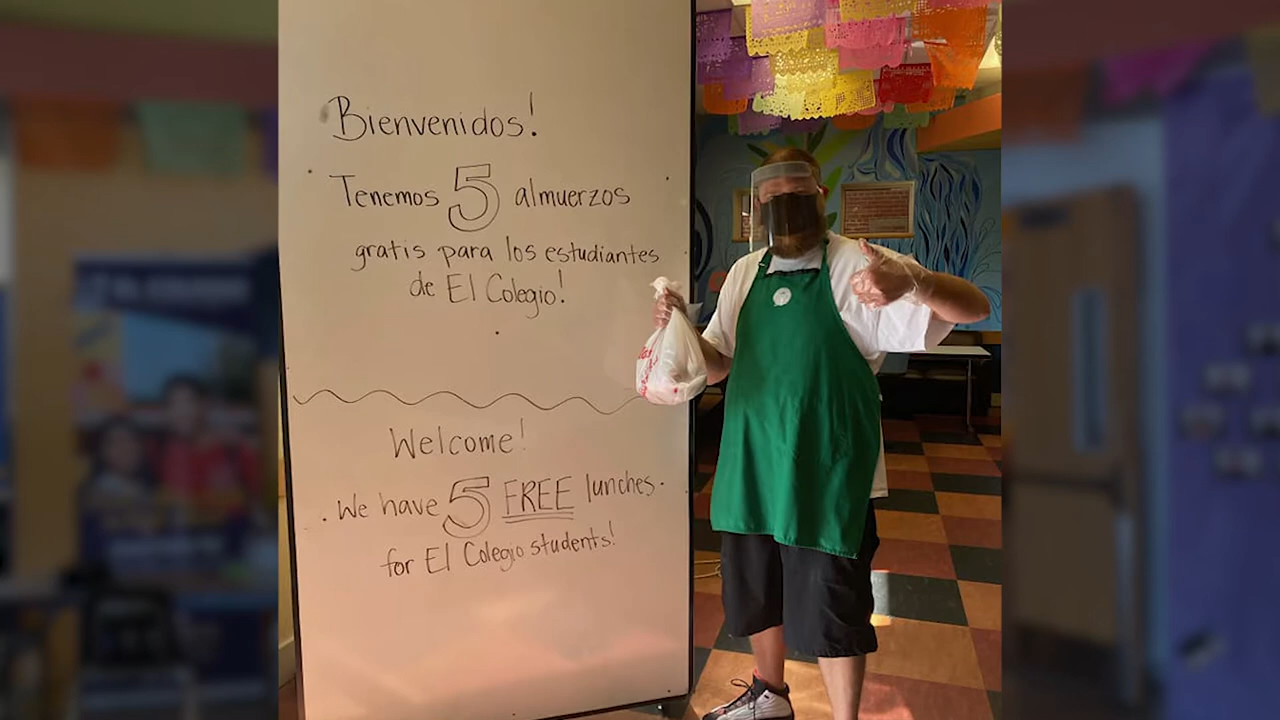 Bienvenidos!
Tenemos 5 almuerzos
gratis para los estudiantes
de El Colegio!
Welcome!
We have 5 FREE lunches
for El Colegio students!